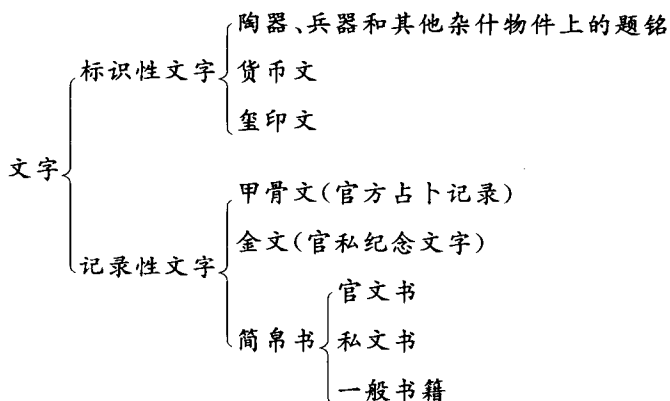 陶器、兵器和其他杂什物件上的题铭
标识性文字
货币文
玺印文
文字
甲骨文(官方占卜记录)
金文(官私纪念文字)
记录性文字
官文书
简帛书
私文书
一般书籍